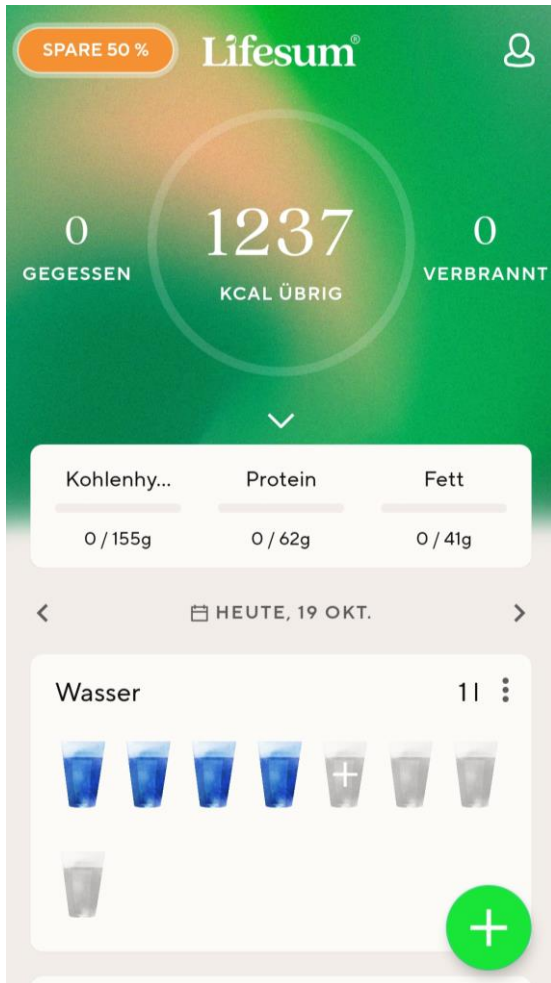 SPARE 50 %
Lifesum®
0
GEGESSEN
1237
KCAL ÜBRIG
0
VERBRANNT
Kohlenhy...
Protein
Fett
0 / 155g
0 / 62g
0 / 41g
HEUTE, 19 OKT.
Wasser
1 l